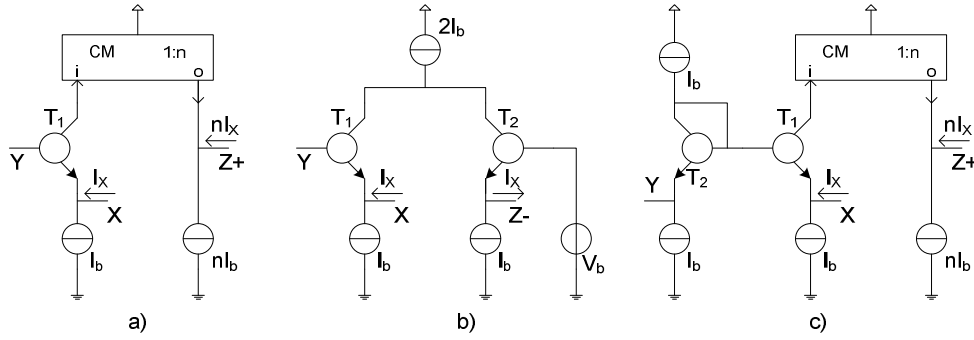 CM 1:n
i o
T1
Y
nIX
Z+
IX
X
Ib
nIb
a)
2Ib
T1
T2
Y
IX
X
IX
Z-
Ib
Ib
Vb
b)
Ib
CM 1:n
i o
T1
T2
Y
nIX
Z+
IX
X
Ib
Ib
nIb
c)